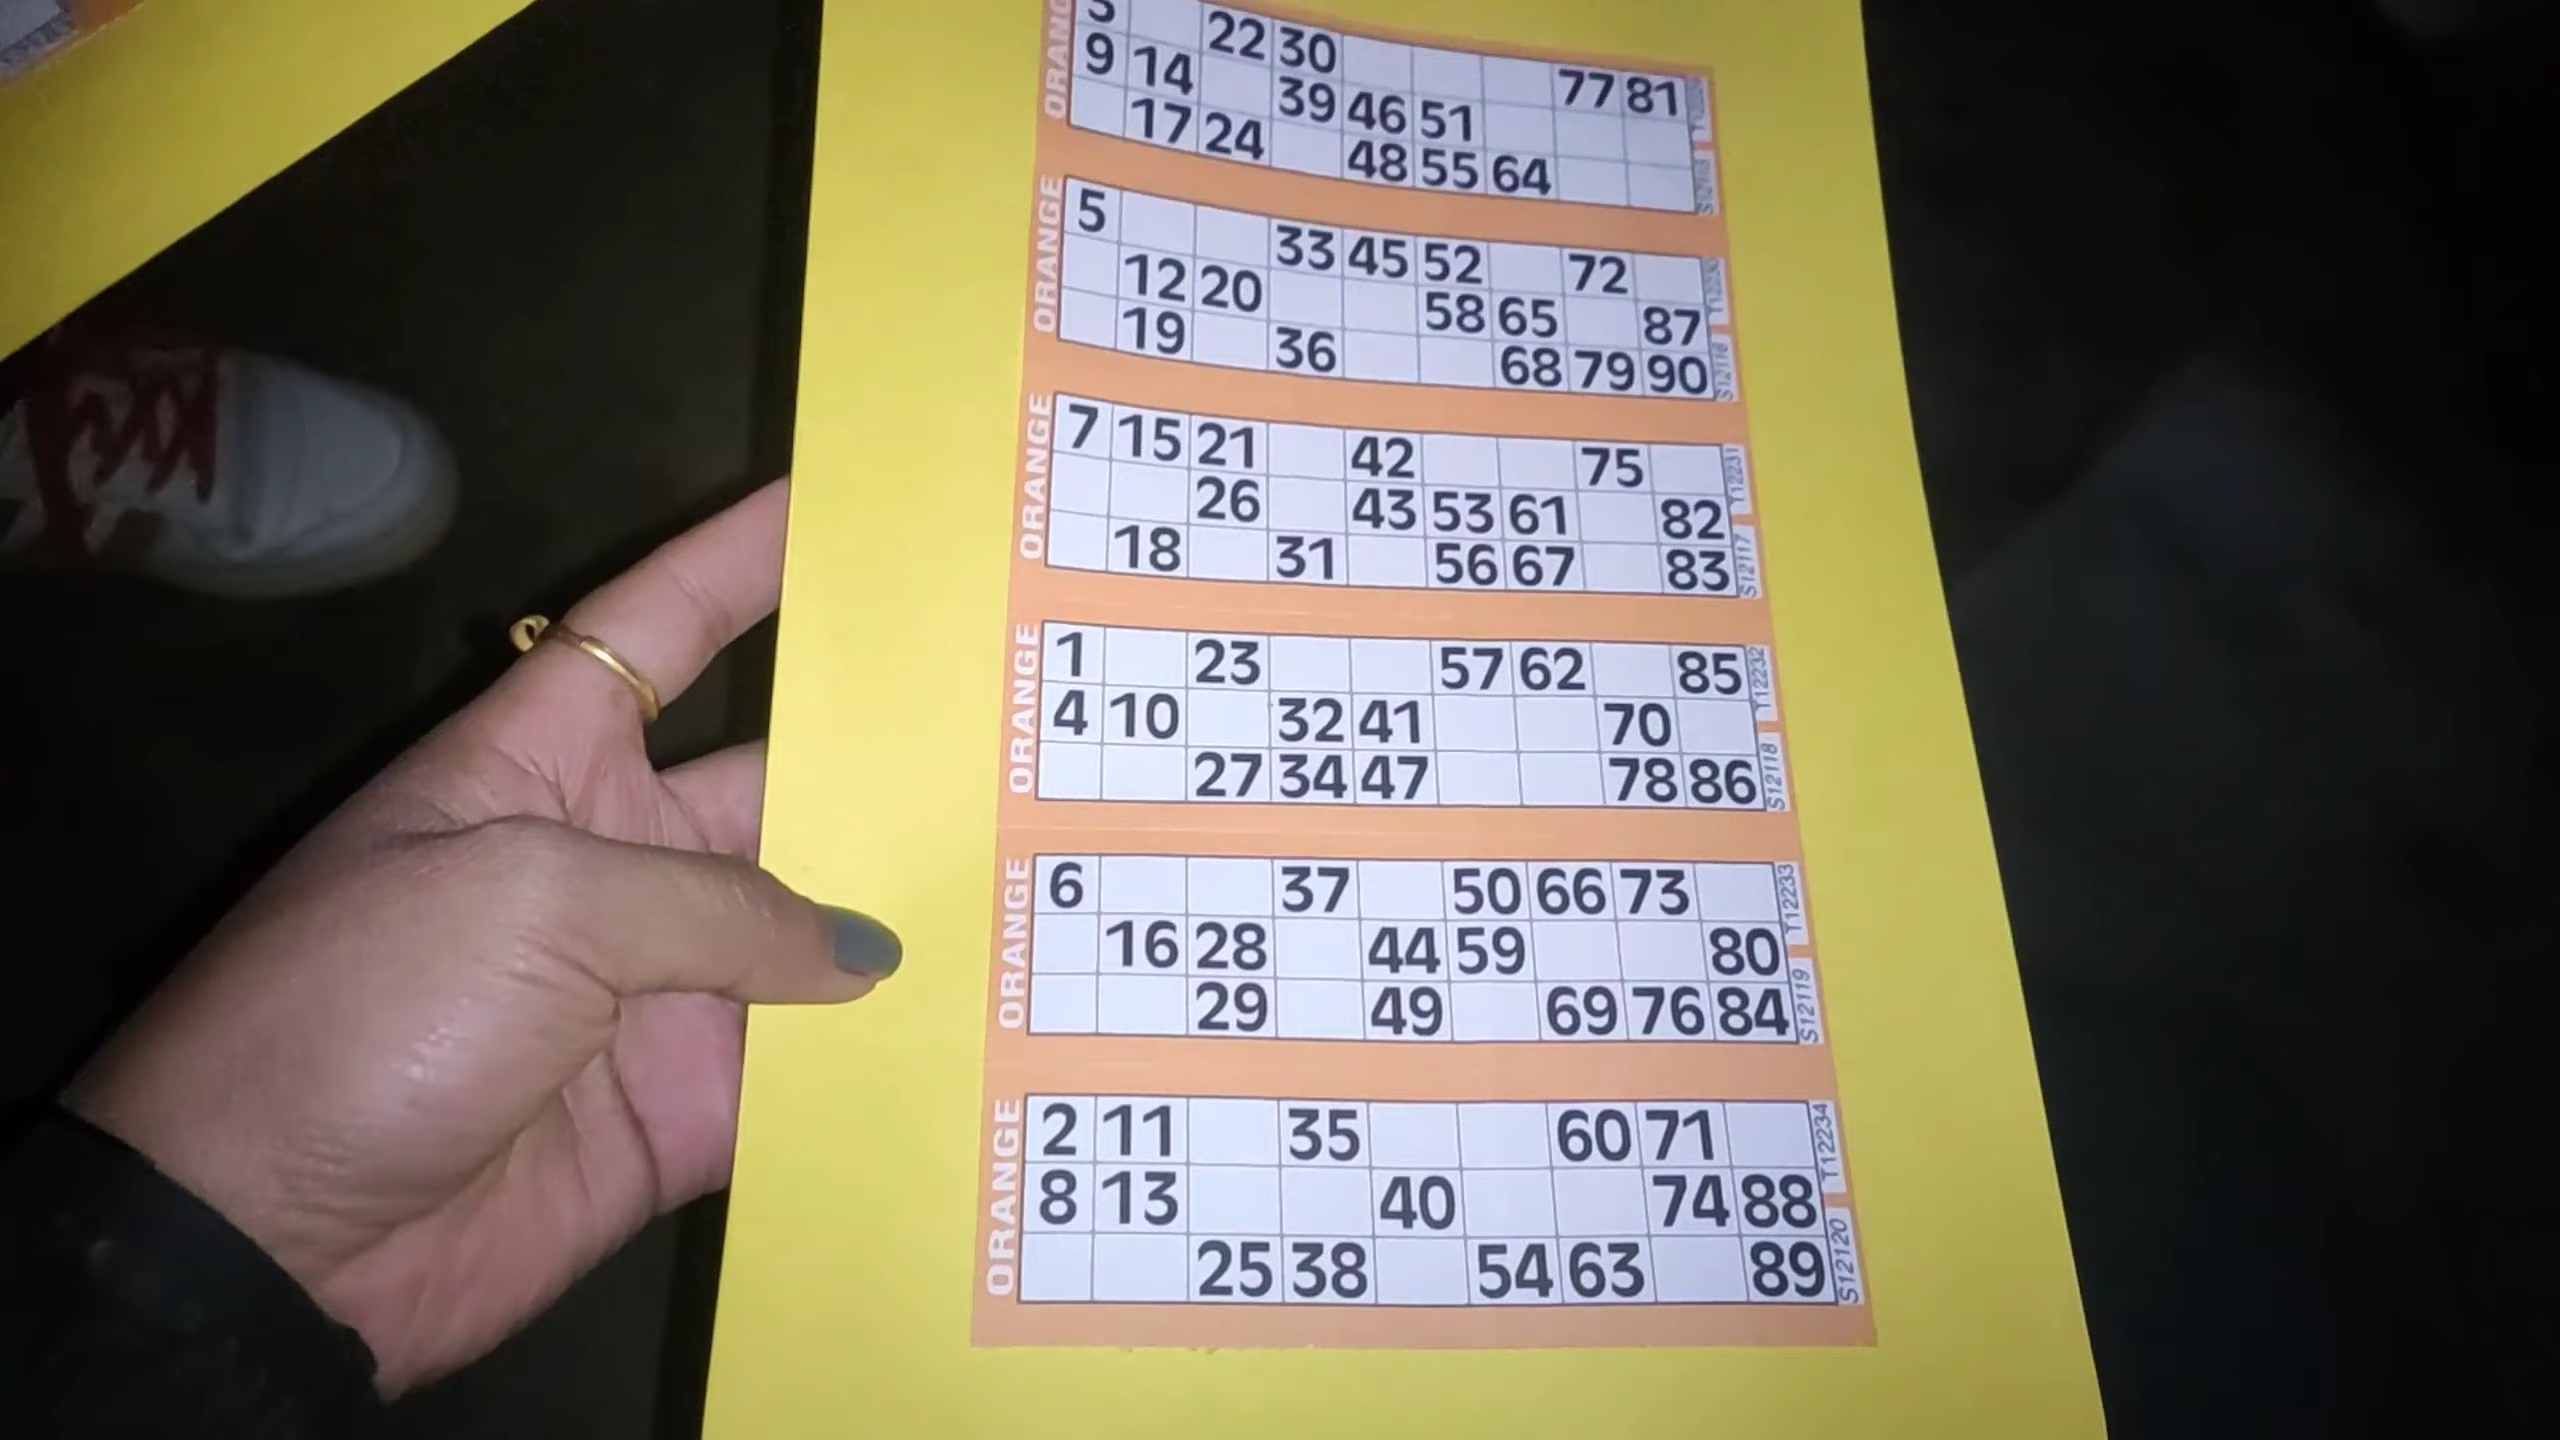 ORANG
3 22 30 77 81
9 14 39 46 51
17 24 48 55 64
ORANGE
5 33 45 52 72
12 20 58 65 87
19 36 68 79 90
ORANGE
7 15 21 42 75
26 43 53 61 82
18 31 56 67 83
T12231
S12117
ORANGE
1 23 57 62 85
4 10 32 41 70
27 34 47 78 86
T12232
S12118
ORANGE
6 37 50 66 73
16 28 44 59 80
29 49 69 76 84
T12233
S12119
ORANGE
2 11 35 60 71
8 13 40 74 88
25 38 54 63 89
T12234
S12120